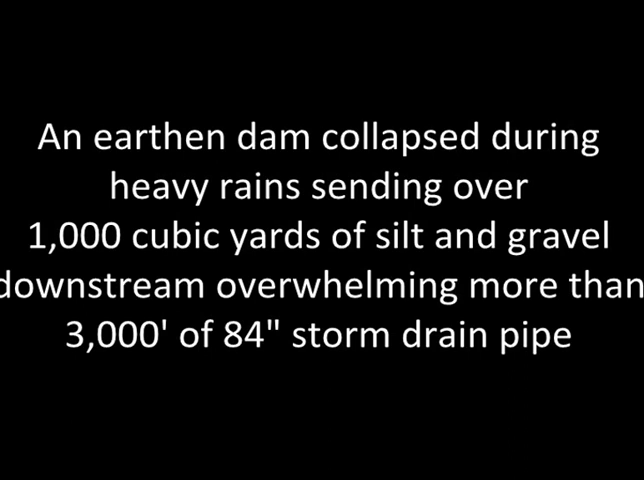 An earthen dam collapsed during
heavy rains sending over
1,000 cubic yards of silt and gravel
downstream overwhelming more than
3,000' of 84" storm drain pipe